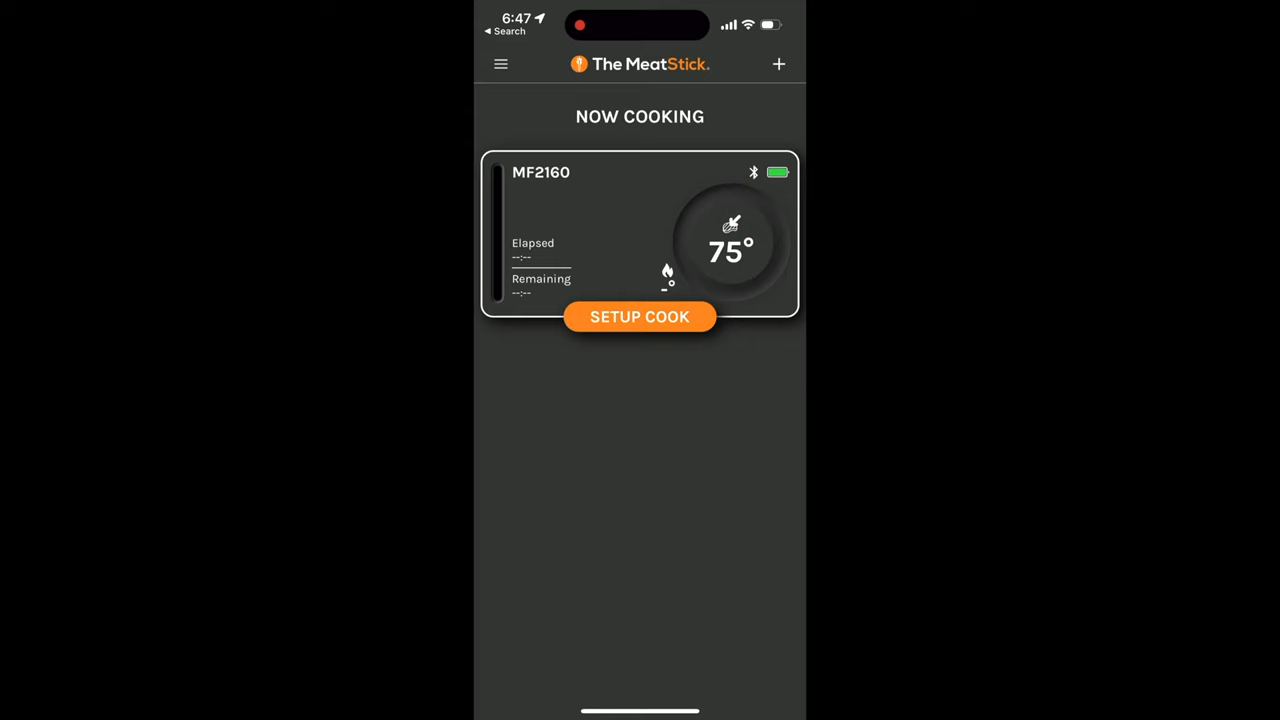 6:47
◀ Search
The MeatStick.
NOW COOKING
MF2160
Elapsed
--:--
75°
Remaining
--:--
-°
SETUP COOK